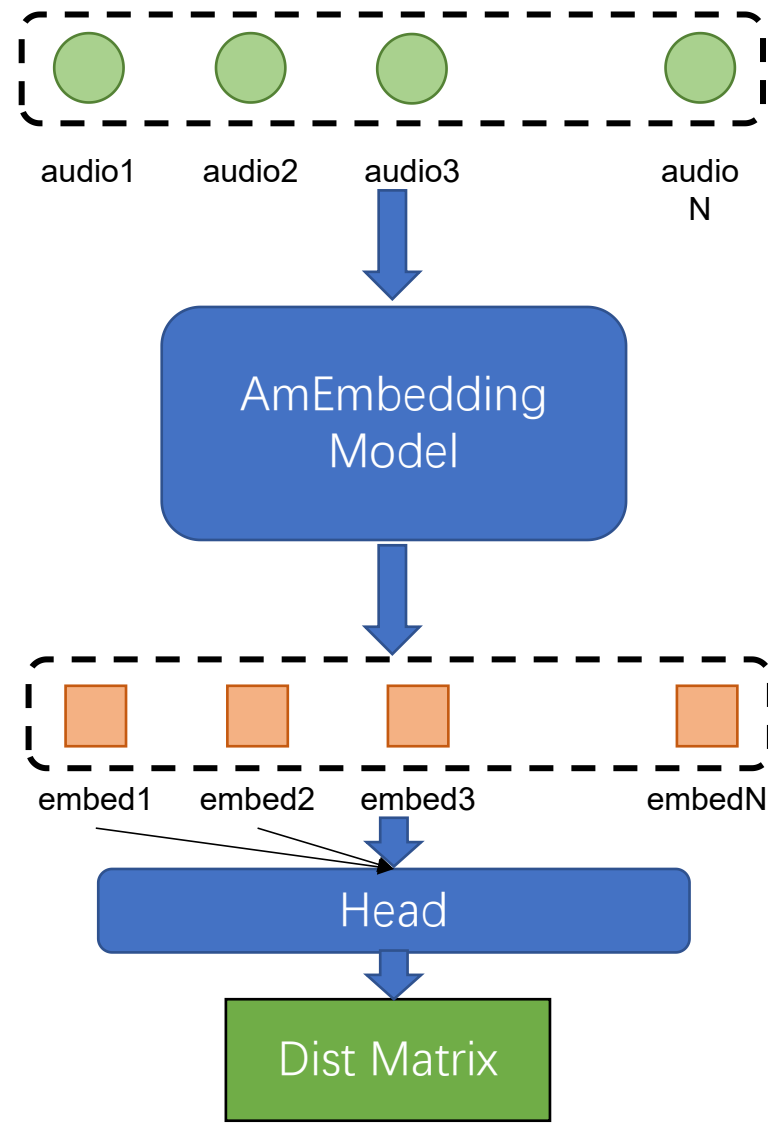 audio1 audio2 audio3 audio
N
AmEmbedding
Model
embed1 embed2 embed3 embedN
Head
Dist Matrix